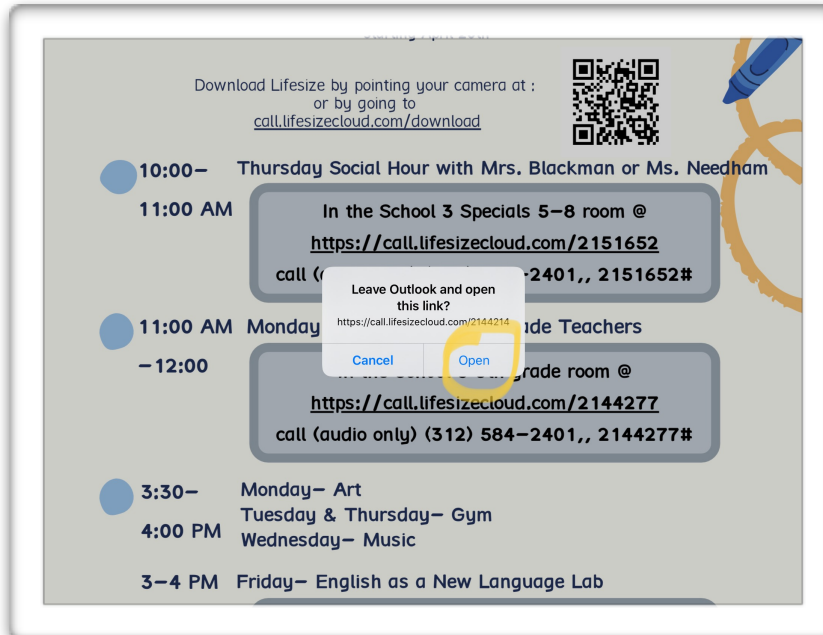 Download Lifesize by pointing your camera at :
or by going to
call.lifesizecloud.com/download
10:00– Thursday Social Hour with Mrs. Blackman or Ms. Needham
11:00 AM
In the School 3 Specials 5–8 room @
https://call.lifesizecloud.com/2151652
call ( –2401,, 2151652#
Leave Outlook and open
this link?
https://call.lifesizecloud.com/2144214
Cancel Open
11:00 AM Monday ade Teachers
–12:00
grade room @
https://call.lifesizecloud.com/2144277
call (audio only) (312) 584–2401,, 2144277#
3:30– Monday– Art
Tuesday & Thursday– Gym
4:00 PM
Wednesday– Music
3–4 PM Friday– English as a New Language Lab